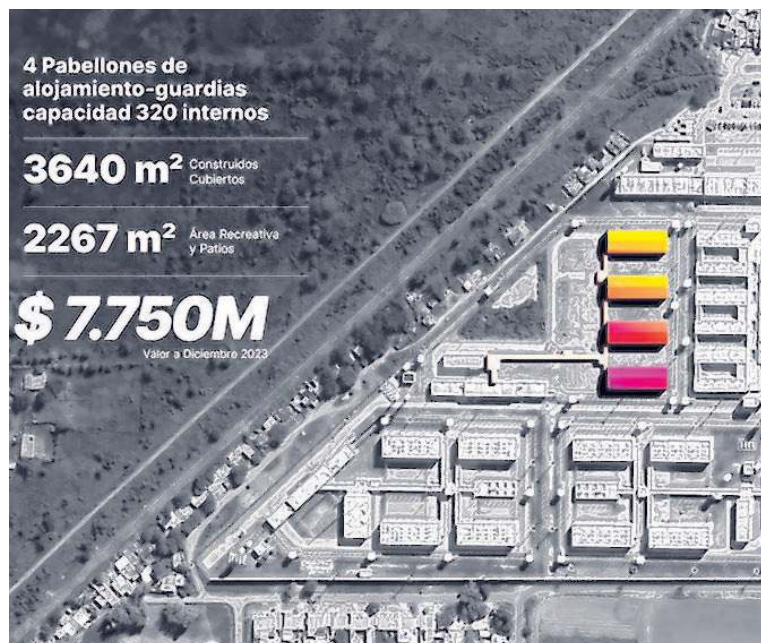 4 Pabellones de
alojamiento-guardias
capacidad 320 internos
3640 m² Construidos
Cubiertos
2267 m² Área Recreativa
y Patios
$ 7.750M
Valor a Diciembre 2023